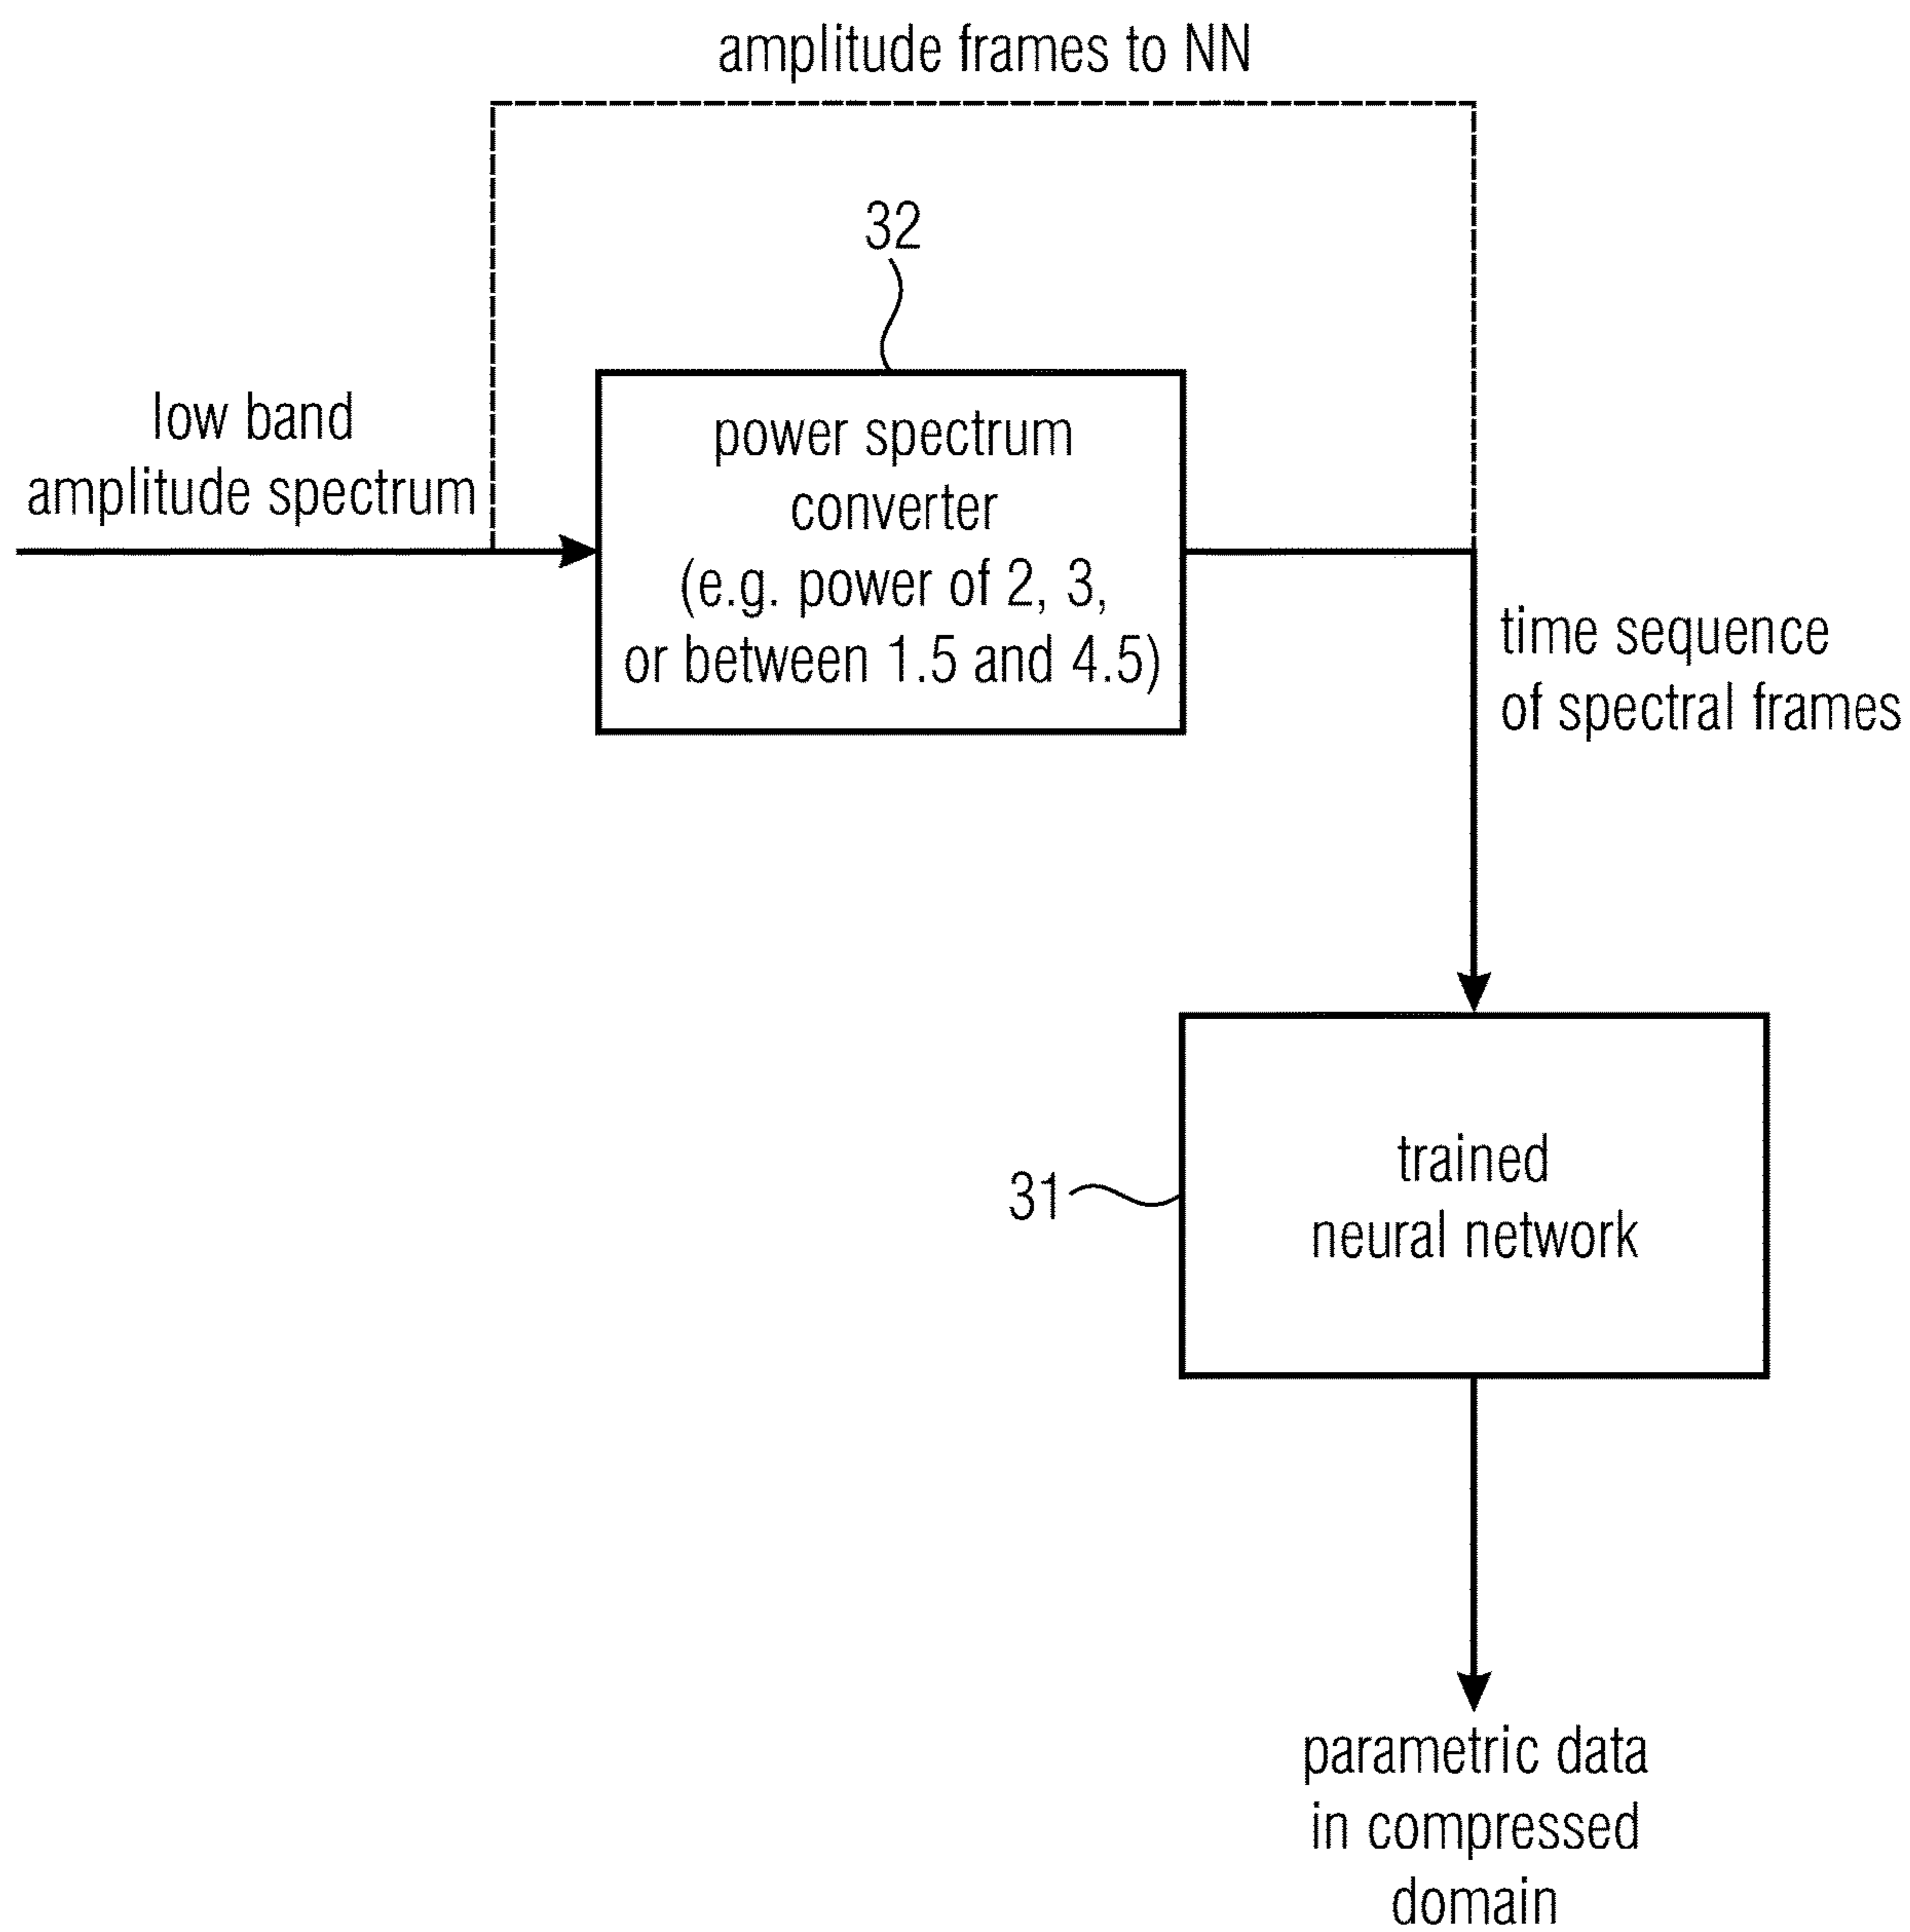 amplitude frames to NN
32
low band
amplitude spectrum
power spectrum
converter
(e.g. power of 2, 3,
or between 1.5 and 4.5)
time sequence
of spectral frames
31
trained
neural network
parametric data
in compressed
domain